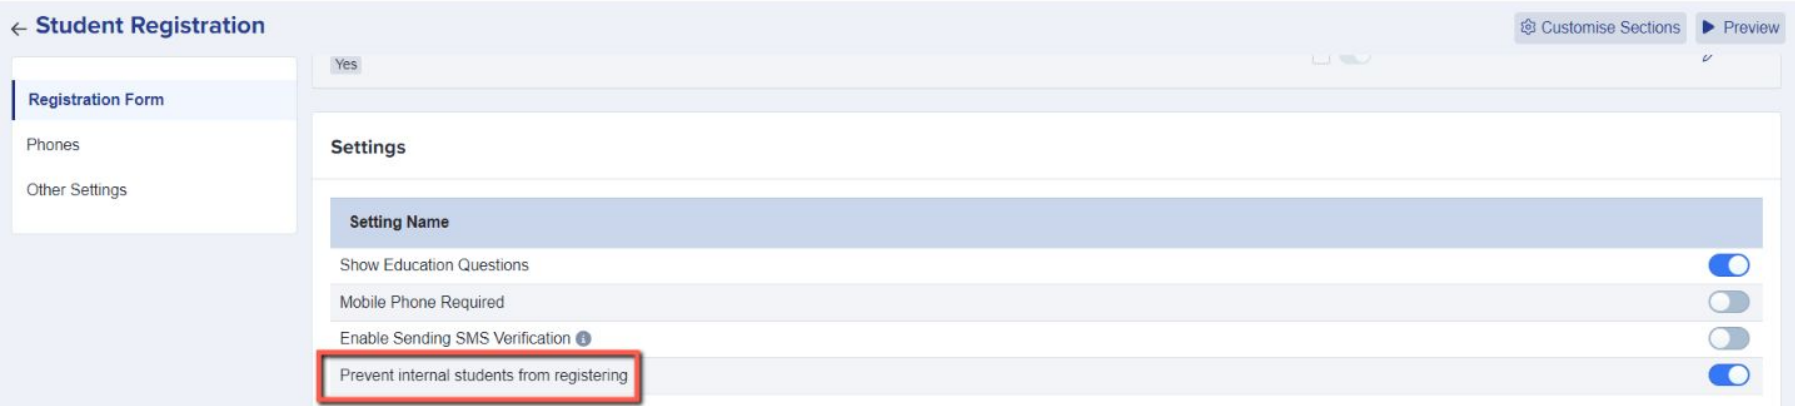 Student Registration
Customise Sections
Preview
Yes
Registration Form
Phones
Other Settings
Settings
Setting Name
Show Education Questions
Mobile Phone Required
Enable Sending SMS Verification
Prevent internal students from registering